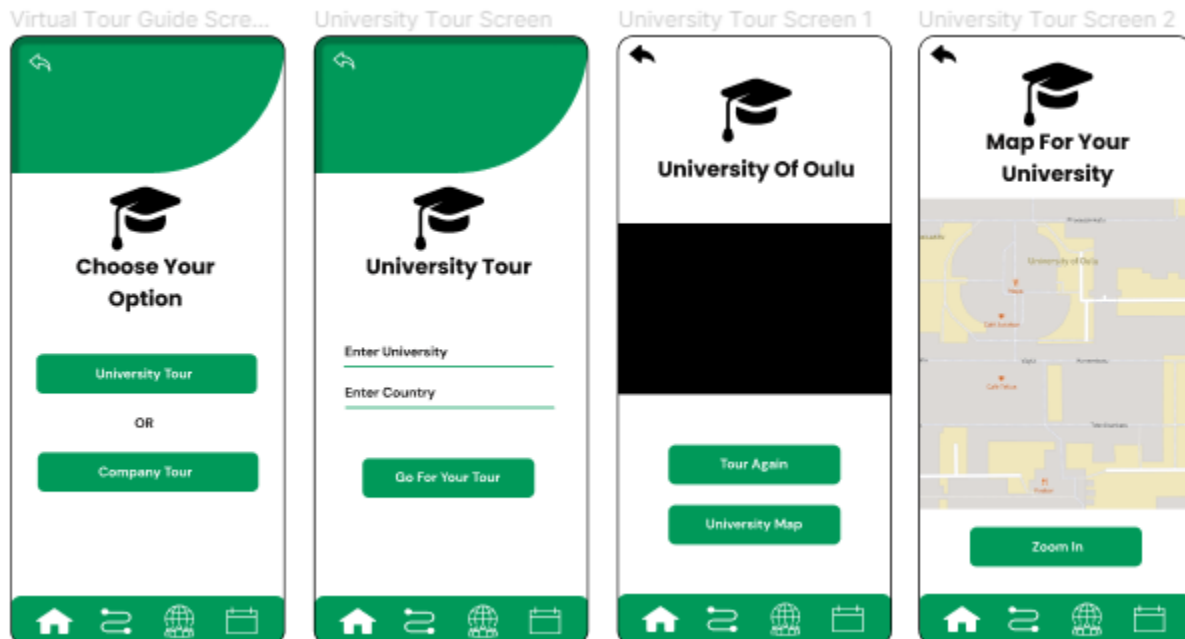 Virtual Tour Guide Scre...
Choose Your
Option
University Tour
OR
Company Tour
University Tour Screen
University Tour
Enter University
Enter Country
Go For Your Tour
University Tour Screen 1
University Of Oulu
Tour Again
University Map
University Tour Screen 2
Map For Your
University
University of Oulu
Zoom In